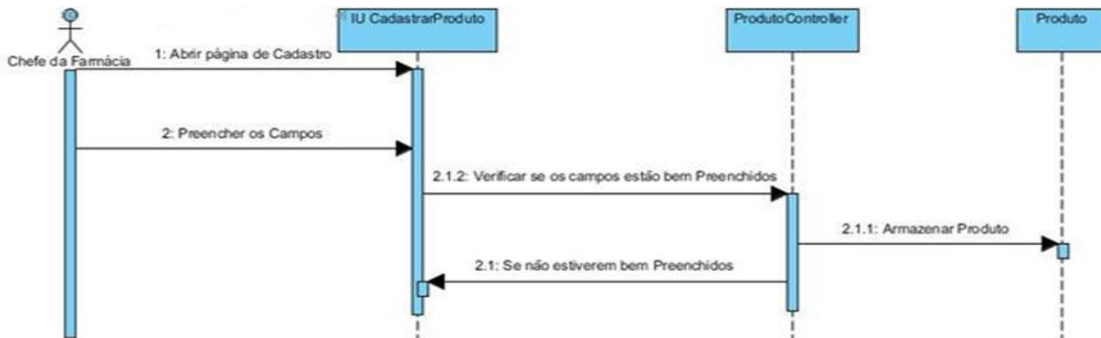 IU CadastrarProduto
ProdutoController
Produto
Chefe da Farmácia
1: Abrir página de Cadastro
2: Preencher os Campos
2.1.2: Verificar se os campos estão bem Preenchidos
2.1.1: Armazenar Produto
2.1: Se não estiverem bem Preenchidos